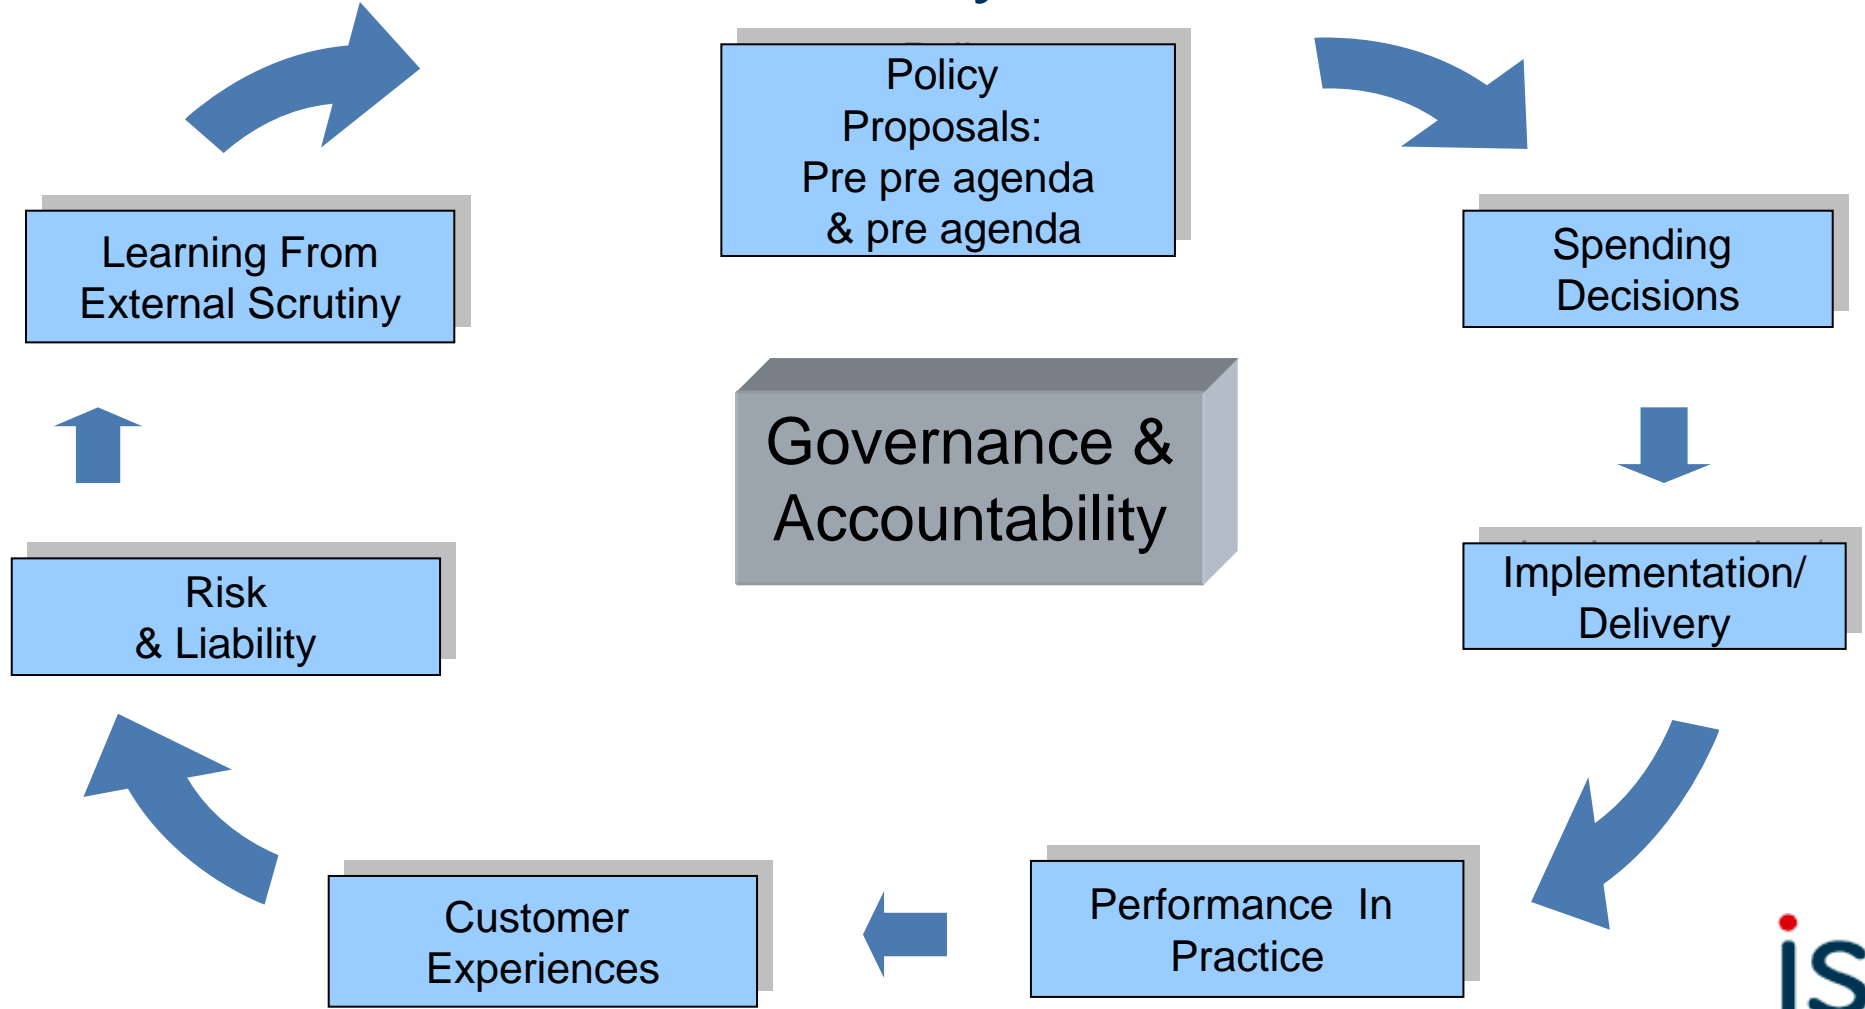 Policy
Proposals:
Pre pre agenda
& pre agenda
Learning From
External Scrutiny
Spending
Decisions
Governance &
Accountability
Implementation/
Delivery
Risk
& Liability
Performance In
Practice
Customer
Experiences
is